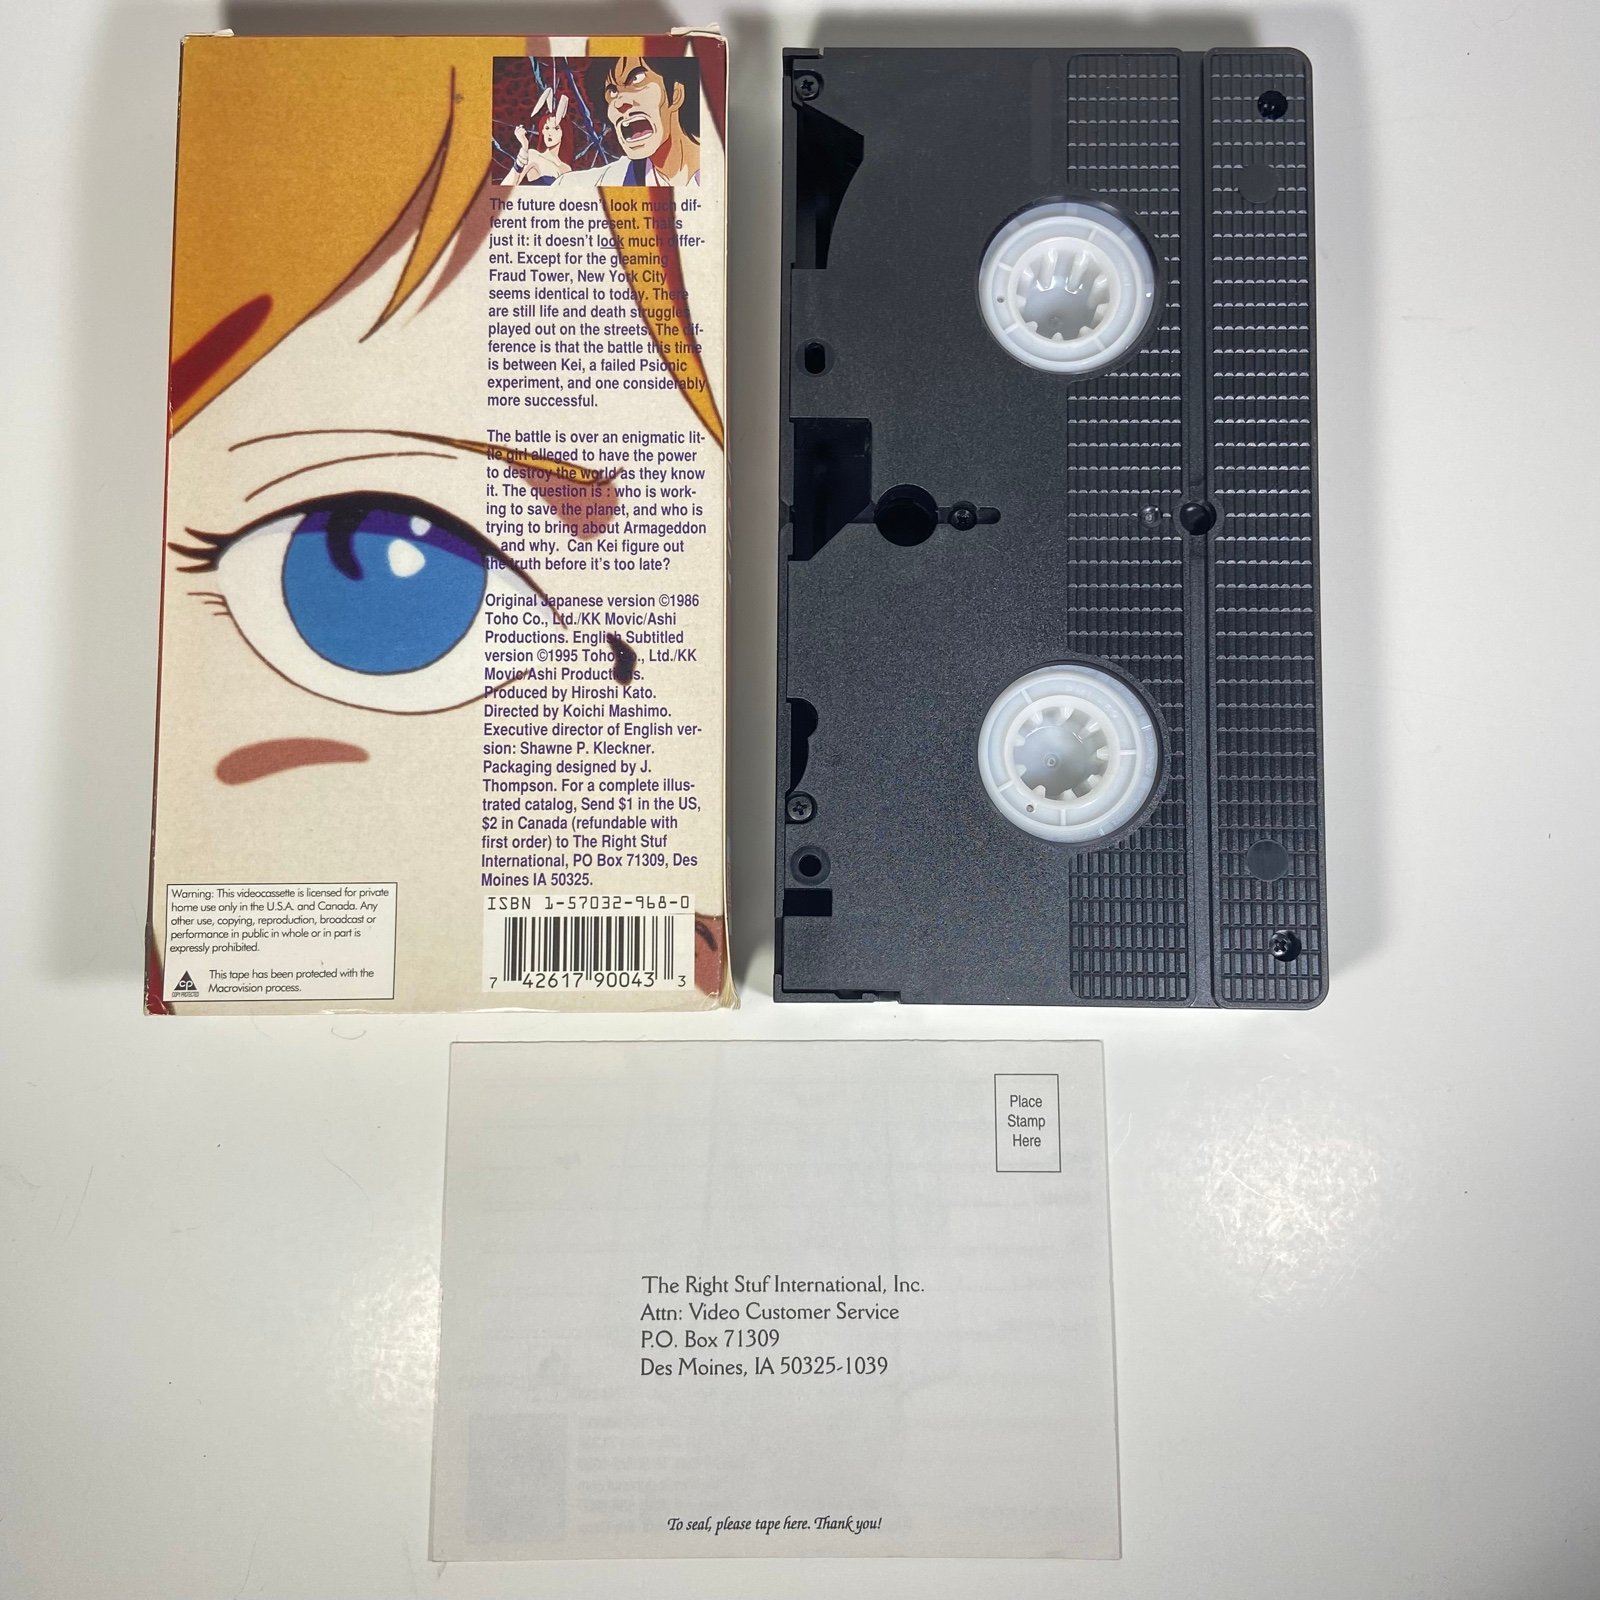 The future doesn't look much dif-
ferent from the present. That's
just it: it doesn't look much differ-
ent. Except for the gleaming
Fraud Tower, New York City
seems identical to today. There
are still life and death struggles
played out on the streets. The dif-
ference is that the battle this time
is between Kei, a failed Psionic
experiment, and one considerably
more successful.
The battle is over an enigmatic lit-
tle girl alleged to have the power
to destroy the world as they know
it. The question is : who is work-
ing to save the planet, and who is
trying to bring about Armageddon
and why. Can Kei figure out
the truth before it's too late?
Original Japanese version ©1986
Toho Co., Ltd./KK Movic/Ashi
Productions. English Subtitled
version ©1995 Toho Co., Ltd./KK
Movic/Ashi Productions.
Produced by Hiroshi Kato.
Directed by Koichi Mashimo.
Executive director of English ver-
sion: Shawne P. Kleckner.
Packaging designed by J.
Thompson. For a complete illus-
trated catalog, Send $1 in the US,
$2 in Canada (refundable with
first order) to The Right Stuf
International, PO Box 71309, Des
Moines IA 50325.
Warning: This videocassette is licensed for private
home use only in the U.S.A. and Canada. Any
other use, copying, reproduction, broadcast or
performance in public in whole or in part is
expressly prohibited.
cp
COPY PROTECTED
This tape has been protected with the
Macrovision process.
ISBN 1-57032-968-0
7 42617 90043 3
Place
Stamp
Here
The Right Stuf International, Inc.
Attn: Video Customer Service
P.O. Box 71309
Des Moines, IA 50325-1039
To seal, please tape here. Thank you!